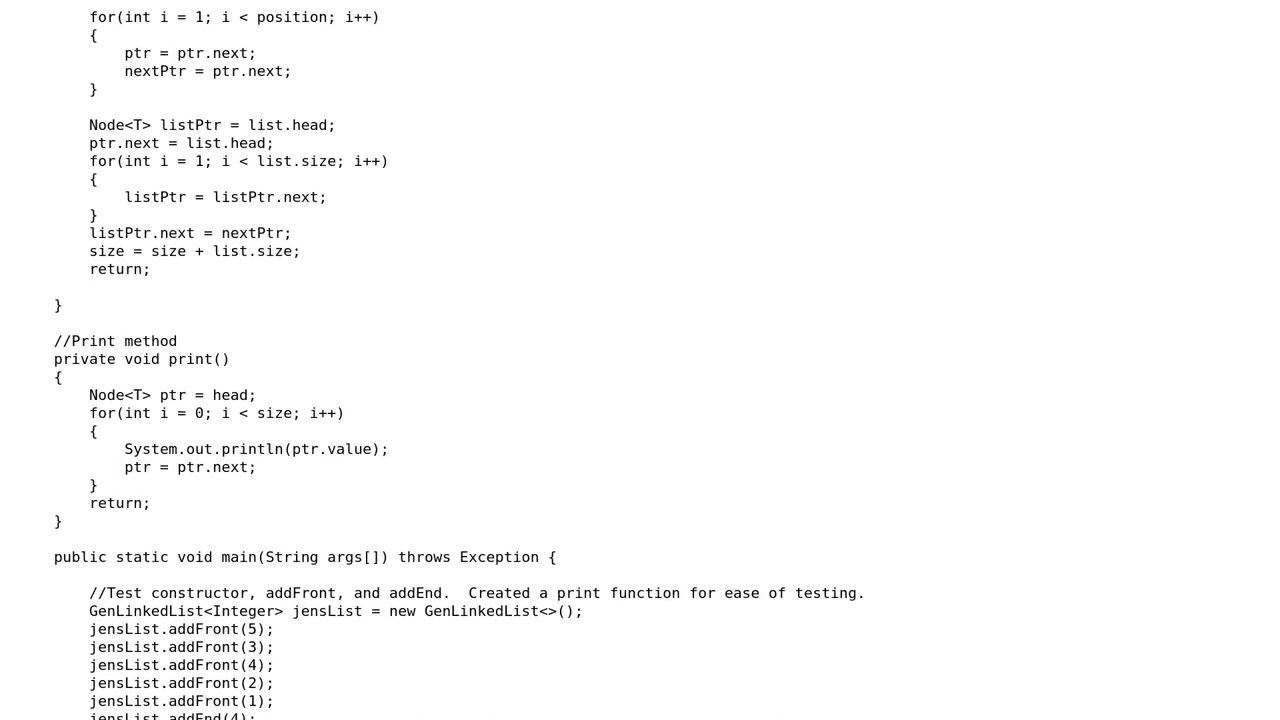 for(int i = 1; i < position; i++)
{
ptr = ptr.next;
nextPtr = ptr.next;
}
Node<T> listPtr = list.head;
ptr.next = list.head;
for(int i = 1; i < list.size; i++)
{
listPtr = listPtr.next;
}
listPtr.next = nextPtr;
size = size + list.size;
return;
}
//Print method
private void print()
{
Node<T> ptr = head;
for(int i = 0; i < size; i++)
{
System.out.println(ptr.value);
ptr = ptr.next;
}
return;
}
public static void main(String args[]) throws Exception {
//Test constructor, addFront, and addEnd.  Created a print function for ease of testing.
GenLinkedList<Integer> jensList = new GenLinkedList<>();
jensList.addFront(5);
jensList.addFront(3);
jensList.addFront(4);
jensList.addFront(2);
jensList.addFront(1);
jensList.addEnd(4);